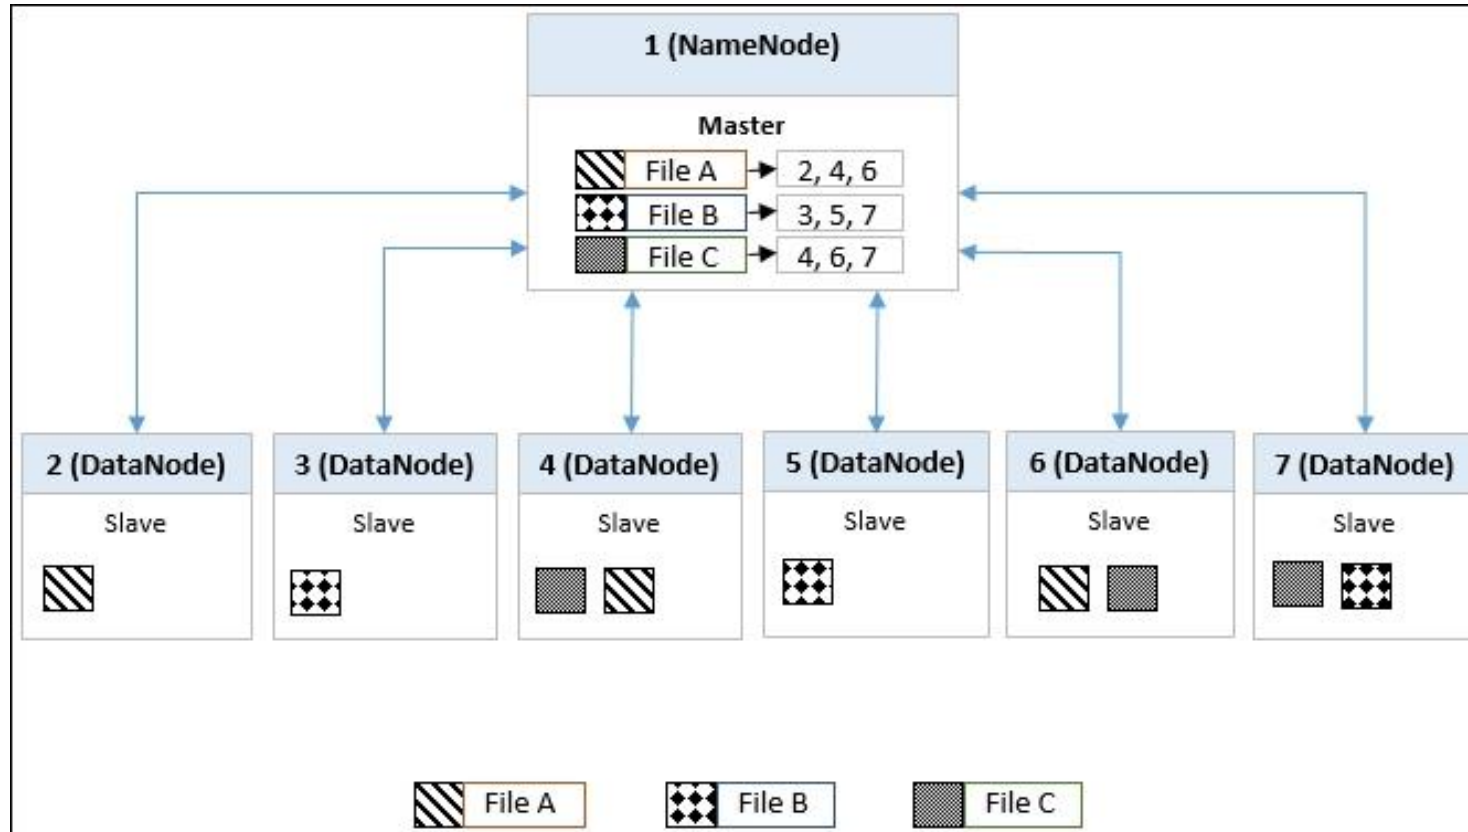 1 (NameNode)
Master
File A 2, 4, 6
File B 3, 5, 7
File C 4, 6, 7
2 (DataNode) 3 (DataNode) 4 (DataNode) 5 (DataNode) 6 (DataNode) 7 (DataNode)
Slave Slave Slave Slave Slave Slave
File A File B File C